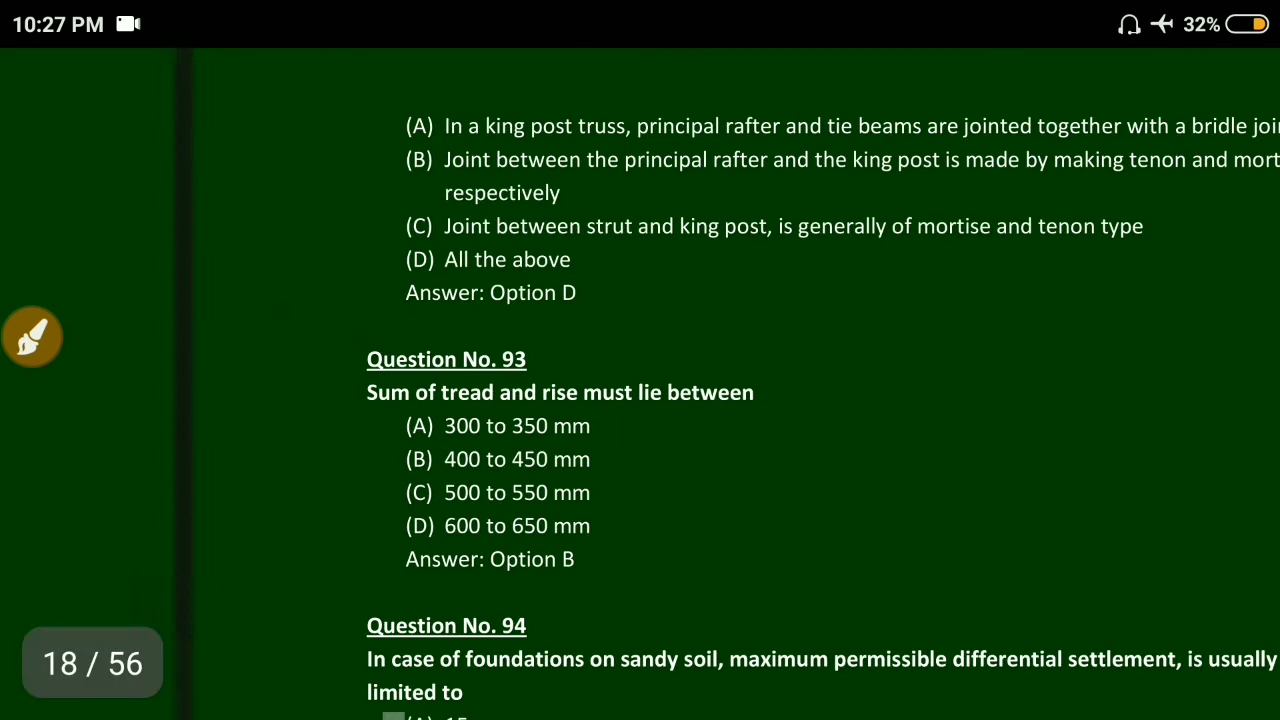 10:27 PM
32%
(A) In a king post truss, principal rafter and tie beams are jointed together with a bridle
(B) Joint between the principal rafter and the king post is made by making tenon and
respectively
(C) Joint between strut and king post, is generally of mortise and tenon type
(D) All the above
Answer: Option D
Question No. 93
Sum of tread and rise must lie between
(A) 300 to 350 mm
(B) 400 to 450 mm
(C) 500 to 550 mm
(D) 600 to 650 mm
Answer: Option B
Question No. 94
In case of foundations on sandy soil, maximum permissible differential settlement, is usually
limited to
18 / 56